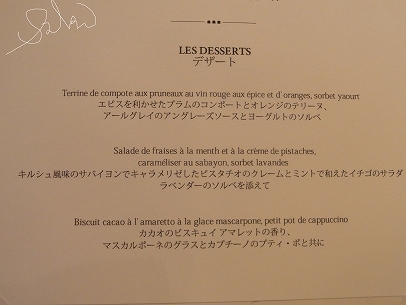 LES DESSERTS
デザート
Terrine de compote aux pruneaux au vin rouge aux épice et d'oranges, sorbet yaourt
エピスを利かせたプラムのコンポートとオレンジのテリーヌ、
アールグレイのアングレーズソースとヨーグルトのソルベ
Salade de fraises à la menth et à la crème de pistaches,
caraméliser au sabayon, sorbet lavandes
キルシュ風味のサバイヨンでキャラメリゼしたピスタチオのクレームとミントで和えたイチゴのサラダ
ラベンダーのソルベを添えて
Biscuit cacao à l'amaretto à la glace mascarpone, petit pot de cappuccino
カカオのビスキュイ アマレットの香り、
マスカルポーネのグラスとカプチーノのプティ・ポと共に